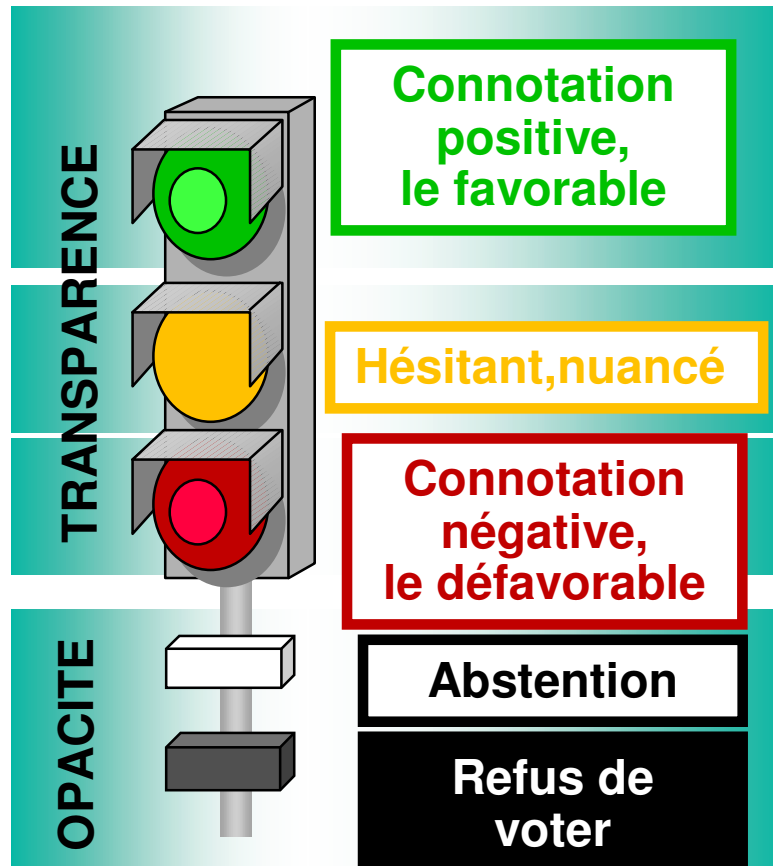 TRANSPARENCE
Connotation
positive,
le favorable
Hésitant,nuancé
Connotation
négative,
le défavorable
OPACITE
Abstention
Refus de
voter